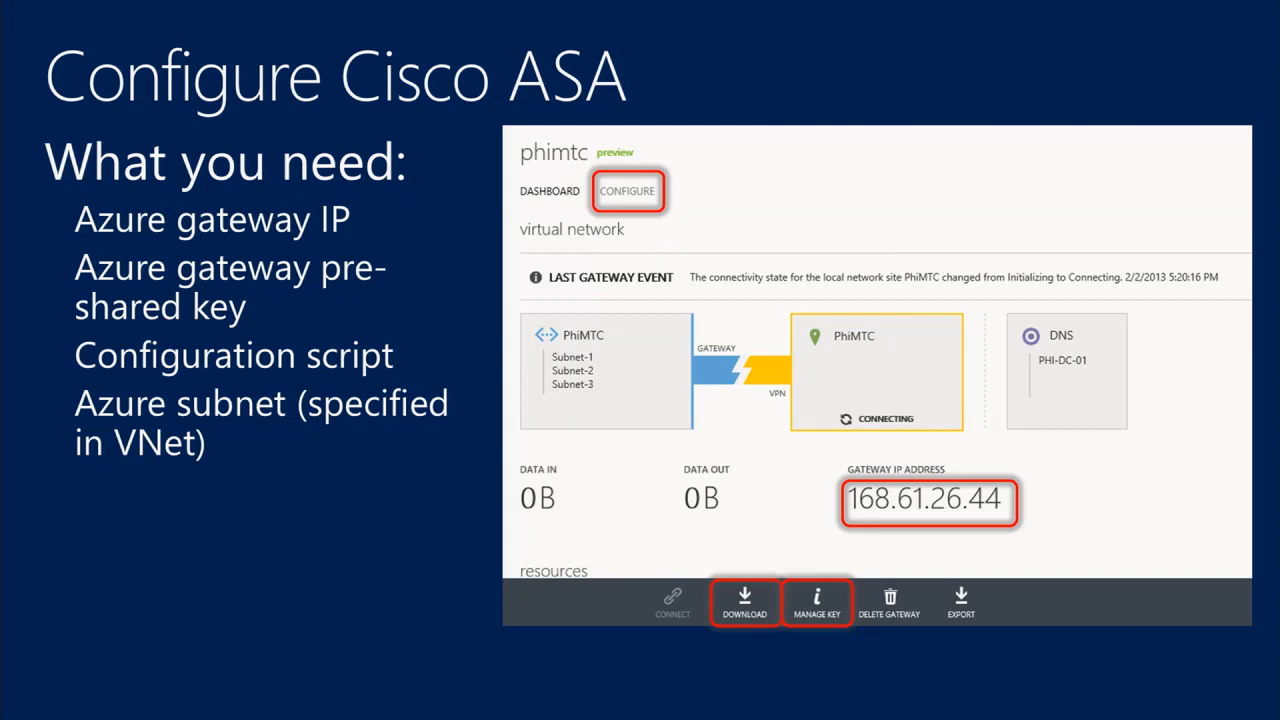 Configure Cisco ASA
What you need:
Azure gateway IP
Azure gateway pre-
shared key
Configuration script
Azure subnet (specified
in VNet)
phimtc preview
DASHBOARD CONFIGURE
virtual network
LAST GATEWAY EVENT The connectivity state for the local network site PhiMTC changed from Initializing to Connecting. 2/2/2013 5:20:16 PM
PhiMTC
Subnet-1
Subnet-2
Subnet-3
GATEWAY
VPN
PhiMTC
CONNECTING
DNS
PHI-DC-01
DATA IN
0 B
DATA OUT
0 B
GATEWAY IP ADDRESS
168.61.26.44
resources
CONNECT DOWNLOAD MANAGE KEY DELETE GATEWAY EXPORT